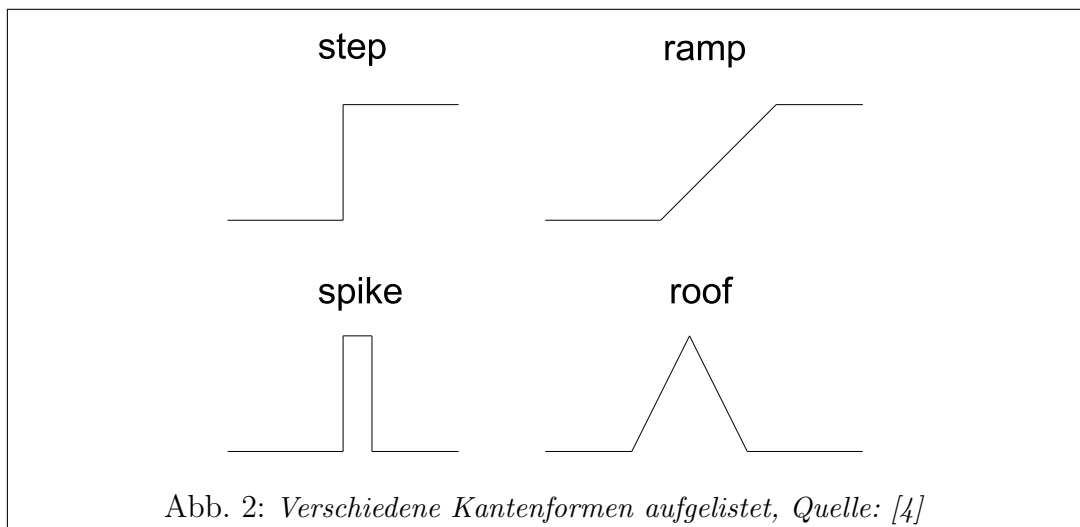 step
ramp
spike
roof
Abb. 2: Verschiedene Kantenformen aufgelistet, Quelle: [4]